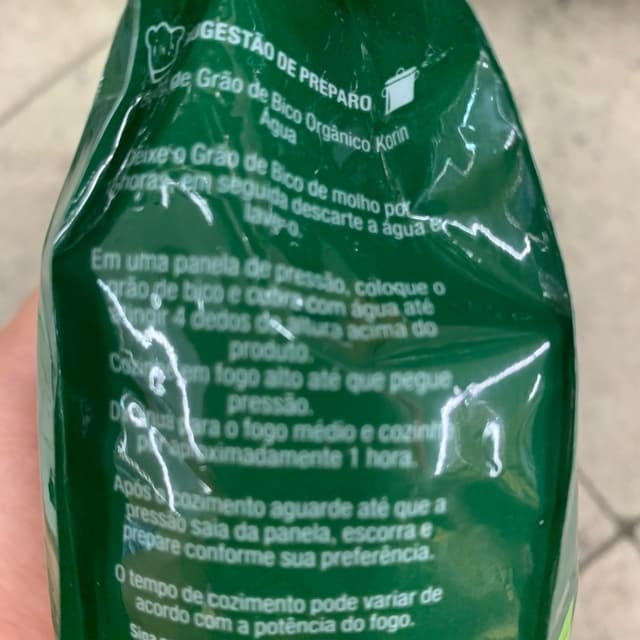 SUGESTÃO DE PREPARO
de Grão de Bico Orgânico Korin
Água
Deixe o Grão de Bico de molho por
horas, em seguida descarte a água e
lave-o.
Em uma panela de pressão, coloque o
grão de bico e cubra com água até
atingir 4 dedos de altura acima do
produto.
em fogo alto até que pegue
pressão.
Diminua para o fogo médio e cozinhe
por aproximadamente 1 hora.
Após o cozimento aguarde até que a
pressão saia da panela, escorra e
prepare conforme sua preferência.
O tempo de cozimento pode variar de
acordo com a potência do fogo.